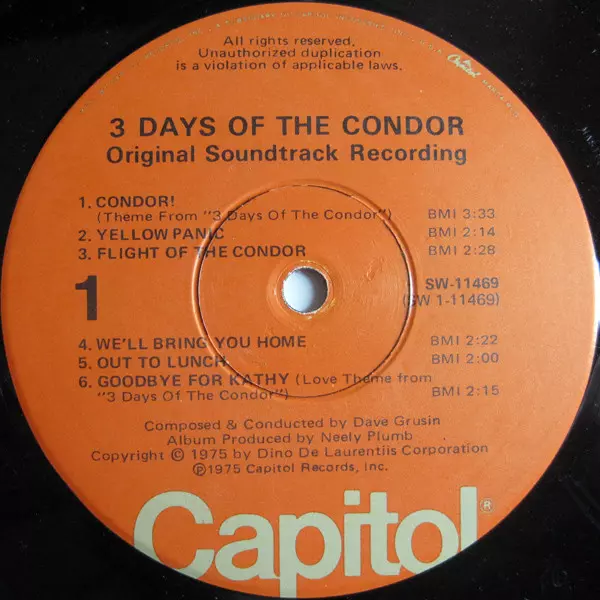 All rights reserved.
Unauthorized duplication
is a violation of applicable laws.
Capitol
3 DAYS OF THE CONDOR
Original Soundtrack Recording
1. CONDOR!
(Theme From "3 Days Of The Condor") BMI 3:33
2. YELLOW PANIC BMI 2:14
3. FLIGHT OF THE CONDOR BMI 2:28
1
SW-11469
(SW 1-11469)
4. WE'LL BRING YOU HOME BMI 2:22
5. OUT TO LUNCH BMI 2:00
6. GOODBYE FOR KATHY (Love Theme from
"3 Days Of The Condor") BMI 2:15
Composed & Conducted by Dave Grusin
Album Produced by Neely Plumb
Copyright © 1975 by Dino De Laurentiis Corporation
℗1975 Capitol Records, Inc.
Capitol®